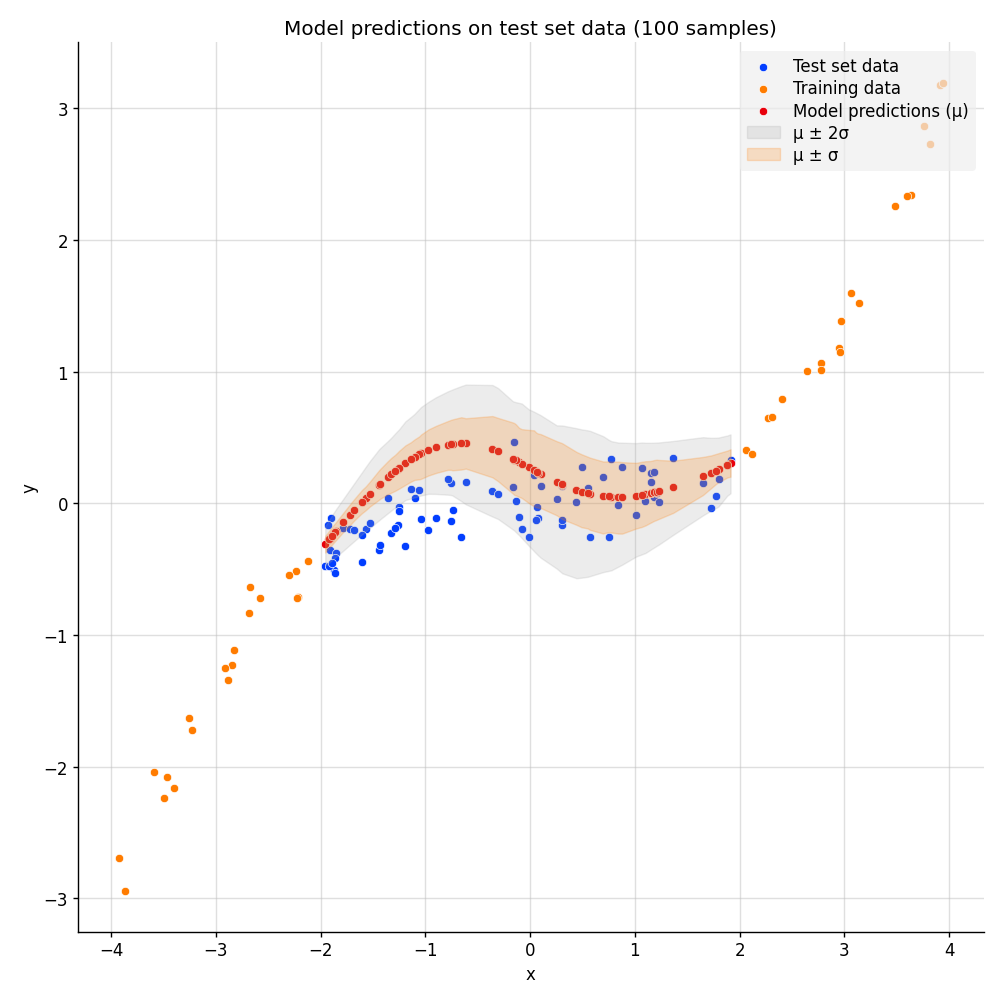 Model predictions on test set data (100 samples)
Test set data
Training data
Model predictions (μ)
μ ± 2σ
μ ± σ
3
2
1
0
−1
−2
−3
y
−4 −3 −2 −1 0 1 2 3 4
x